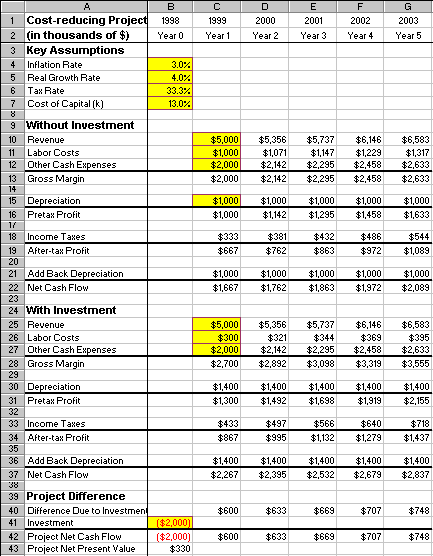 A B C D E F G
1 Cost-reducing Project 1998 1999 2000 2001 2002 2003
2 (in thousands of $) Year 0 Year 1 Year 2 Year 3 Year 4 Year 5
3 Key Assumptions
4 Inflation Rate 3.0%
5 Real Growth Rate 4.0%
6 Tax Rate 33.3%
7 Cost of Capital (k) 13.0%
8
9 Without Investment
10 Revenue $5,000 $5,356 $5,737 $6,146 $6,583
11 Labor Costs $1,000 $1,071 $1,147 $1,229 $1,317
12 Other Cash Expenses $2,000 $2,142 $2,295 $2,458 $2,633
13 Gross Margin $2,000 $2,142 $2,295 $2,458 $2,633
14
15 Depreciation $1,000 $1,000 $1,000 $1,000 $1,000
16 Pretax Profit $1,000 $1,142 $1,295 $1,458 $1,633
17
18 Income Taxes $333 $381 $432 $486 $544
19 After-tax Profit $667 $762 $863 $972 $1,089
20
21 Add Back Depreciation $1,000 $1,000 $1,000 $1,000 $1,000
22 Net Cash Flow $1,667 $1,762 $1,863 $1,972 $2,089
23
24 With Investment
25 Revenue $5,000 $5,356 $5,737 $6,146 $6,583
26 Labor Costs $300 $321 $344 $369 $395
27 Other Cash Expenses $2,000 $2,142 $2,295 $2,458 $2,633
28 Gross Margin $2,700 $2,892 $3,098 $3,319 $3,555
29
30 Depreciation $1,400 $1,400 $1,400 $1,400 $1,400
31 Pretax Profit $1,300 $1,492 $1,698 $1,919 $2,155
32
33 Income Taxes $433 $497 $566 $640 $718
34 After-tax Profit $867 $995 $1,132 $1,279 $1,437
35
36 Add Back Depreciation $1,400 $1,400 $1,400 $1,400 $1,400
37 Net Cash Flow $2,267 $2,395 $2,532 $2,679 $2,837
38
39 Project Difference
40 Difference Due to Investment $600 $633 $669 $707 $748
41 Investment ($2,000)
42 Project Net Cash Flow ($2,000) $600 $633 $669 $707 $748
43 Project Net Present Value $330